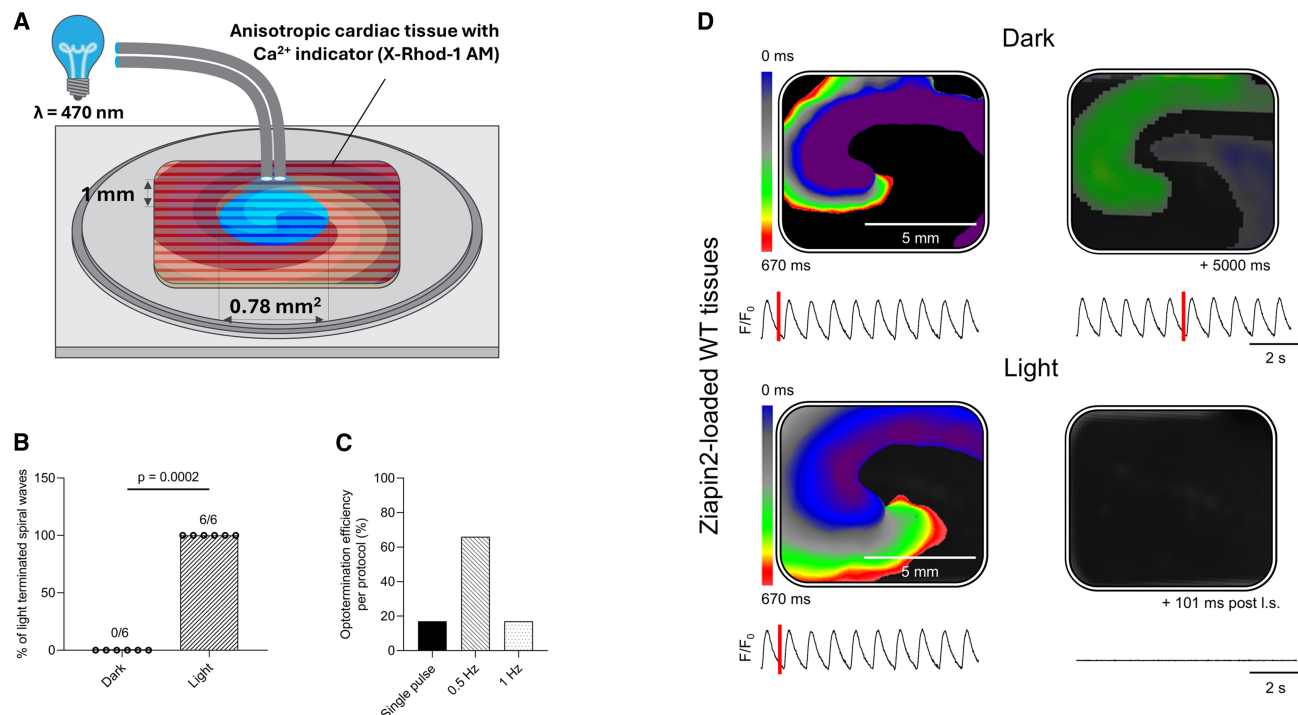 A
Anisotropic cardiac tissue with
Ca²⁺ indicator (X-Rhod-1 AM)
λ = 470 nm
1 mm
0.78 mm²
B
% of light terminated spiral waves
150
100
50
0
p = 0.0002
0/6
6/6
Dark
Light
C
Optotermination efficiency
per protocol (%)
100
80
60
40
20
0
Single pulse
0.5 Hz
1 Hz
D
Ziapin2-loaded WT tissues
Dark
0 ms
670 ms
5 mm
+ 5000 ms
F/F₀
2 s
Light
0 ms
670 ms
5 mm
+ 101 ms post l.s.
F/F₀
2 s